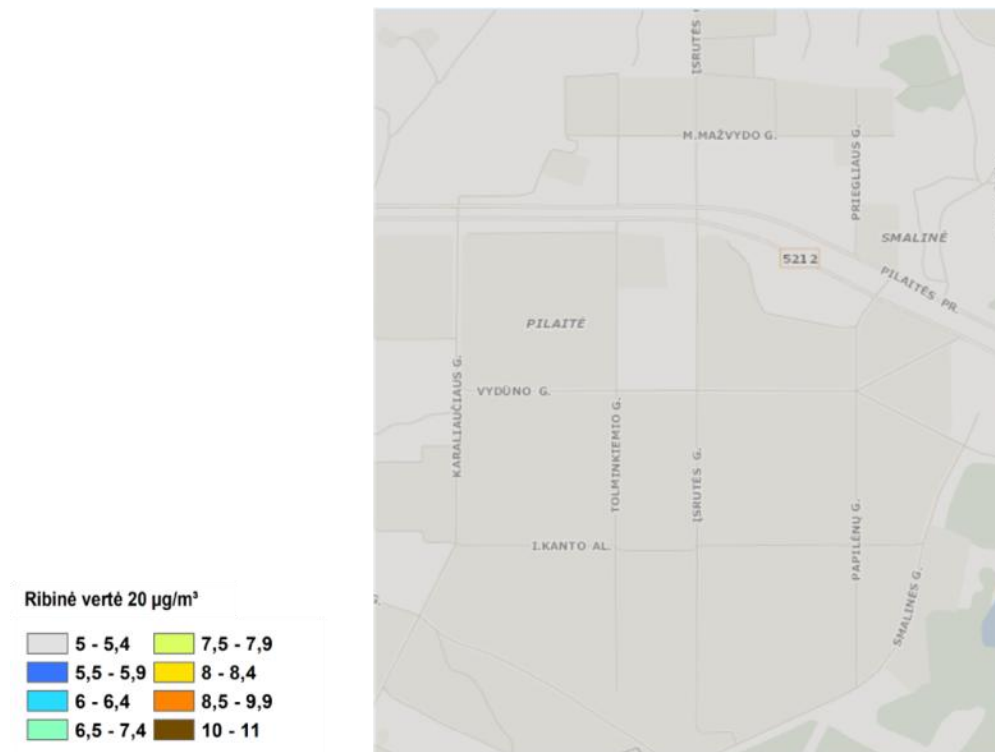 ĮSRUTĖS G.
M.MAŽVYDO G.
PRIEGLIAUS G.
SMALINĖ
5212
PILAITĖS PR.
PILAITĖ
KARALIAUČIAUS G.
VYDŪNO G.
TOLMINKIEMIO G.
ĮSRUTĖS G.
PAPILĖNŲ G.
I.KANTO AL.
SMALINĖS G.
G.
Ribinė vertė 20 µg/m³
5 - 5,4
7,5 - 7,9
5,5 - 5,9
8 - 8,4
6 - 6,4
8,5 - 9,9
6,5 - 7,4
10 - 11